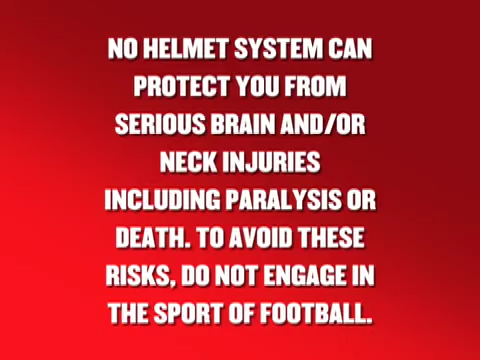 NO HELMET SYSTEM CAN
PROTECT YOU FROM
SERIOUS BRAIN AND/OR
NECK INJURIES
INCLUDING PARALYSIS OR
DEATH. TO AVOID THESE
RISKS, DO NOT ENGAGE IN
THE SPORT OF FOOTBALL.